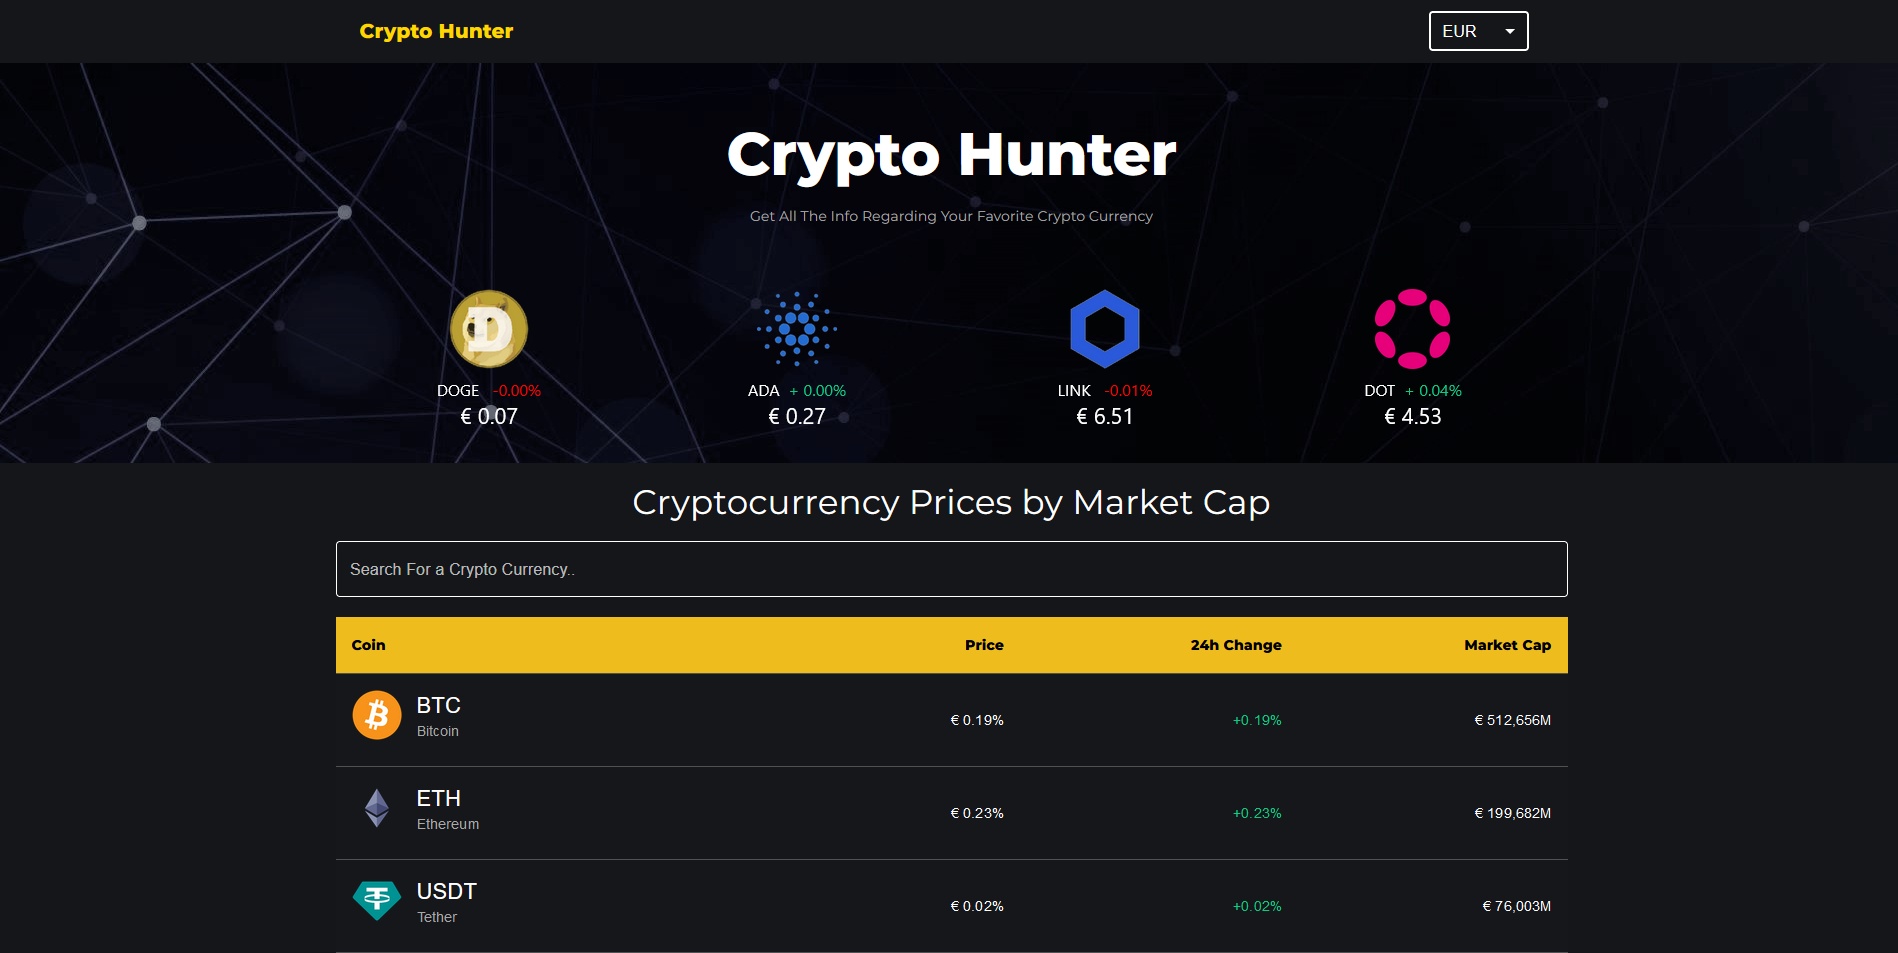 Crypto Hunter
EUR
Crypto Hunter
Get All The Info Regarding Your Favorite Crypto Currency
DOGE -0.00%
€ 0.07
ADA + 0.00%
€ 0.27
LINK -0.01%
€ 6.51
DOT + 0.04%
€ 4.53
Cryptocurrency Prices by Market Cap
Search For a Crypto Currency..
Coin Price 24h Change Market Cap
BTC
Bitcoin
€ 0.19% +0.19% € 512,656M
ETH
Ethereum
€ 0.23% +0.23% € 199,682M
USDT
Tether
€ 0.02% +0.02% € 76,003M